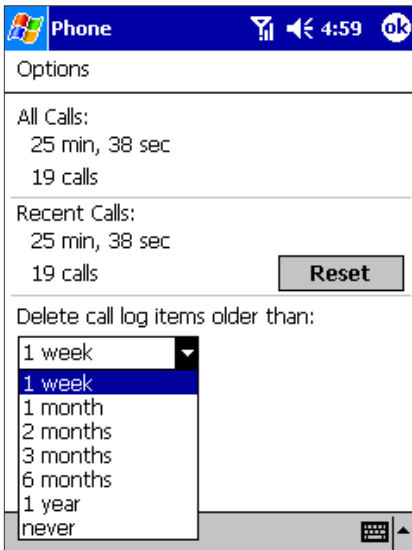 Phone 4:59 ok
Options
All Calls:
25 min, 38 sec
19 calls
Recent Calls:
25 min, 38 sec
19 calls Reset
Delete call log items older than:
1 week
1 week
1 month
2 months
3 months
6 months
1 year
never